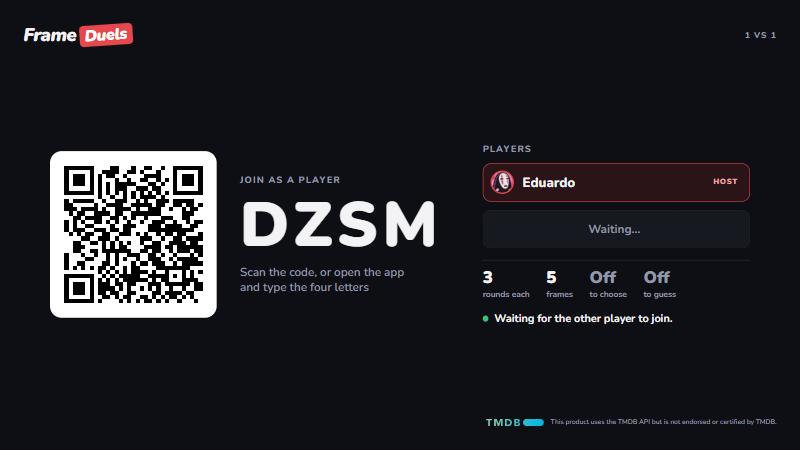 Frame Duels
1 VS 1
JOIN AS A PLAYER
DZSM
Scan the code, or open the app
and type the four letters
PLAYERS
Eduardo
HOST
Waiting...
3 5 Off Off
rounds each frames to choose to guess
Waiting for the other player to join.
TMDB
This product uses the TMDB API but is not endorsed or certified by TMDB.